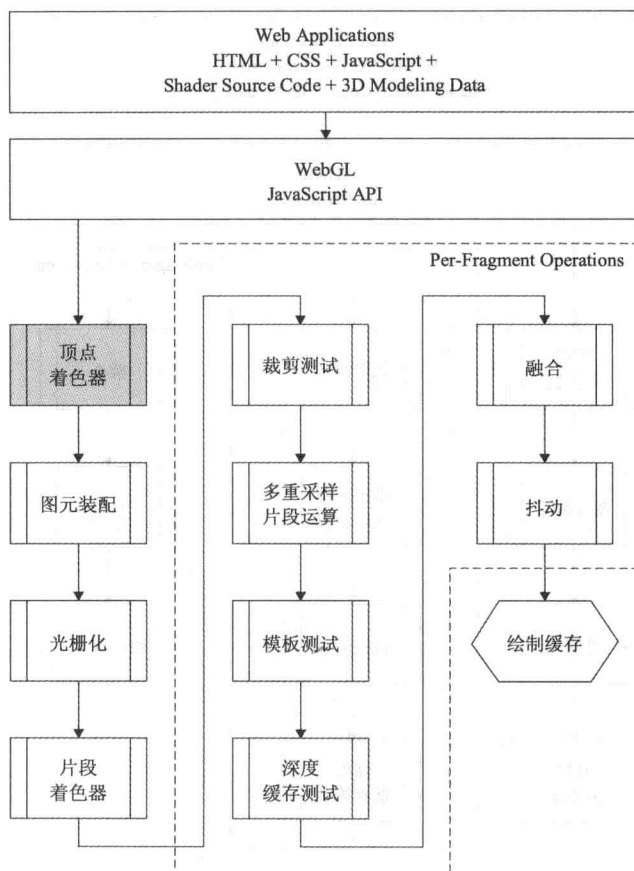 Web Applications
HTML + CSS + JavaScript +
Shader Source Code + 3D Modeling Data
WebGL
JavaScript API
Per-Fragment Operations
顶点
着色器
图元装配
光栅化
片段
着色器
裁剪测试
多重采样
片段运算
模板测试
深度
缓存测试
融合
抖动
绘制缓存